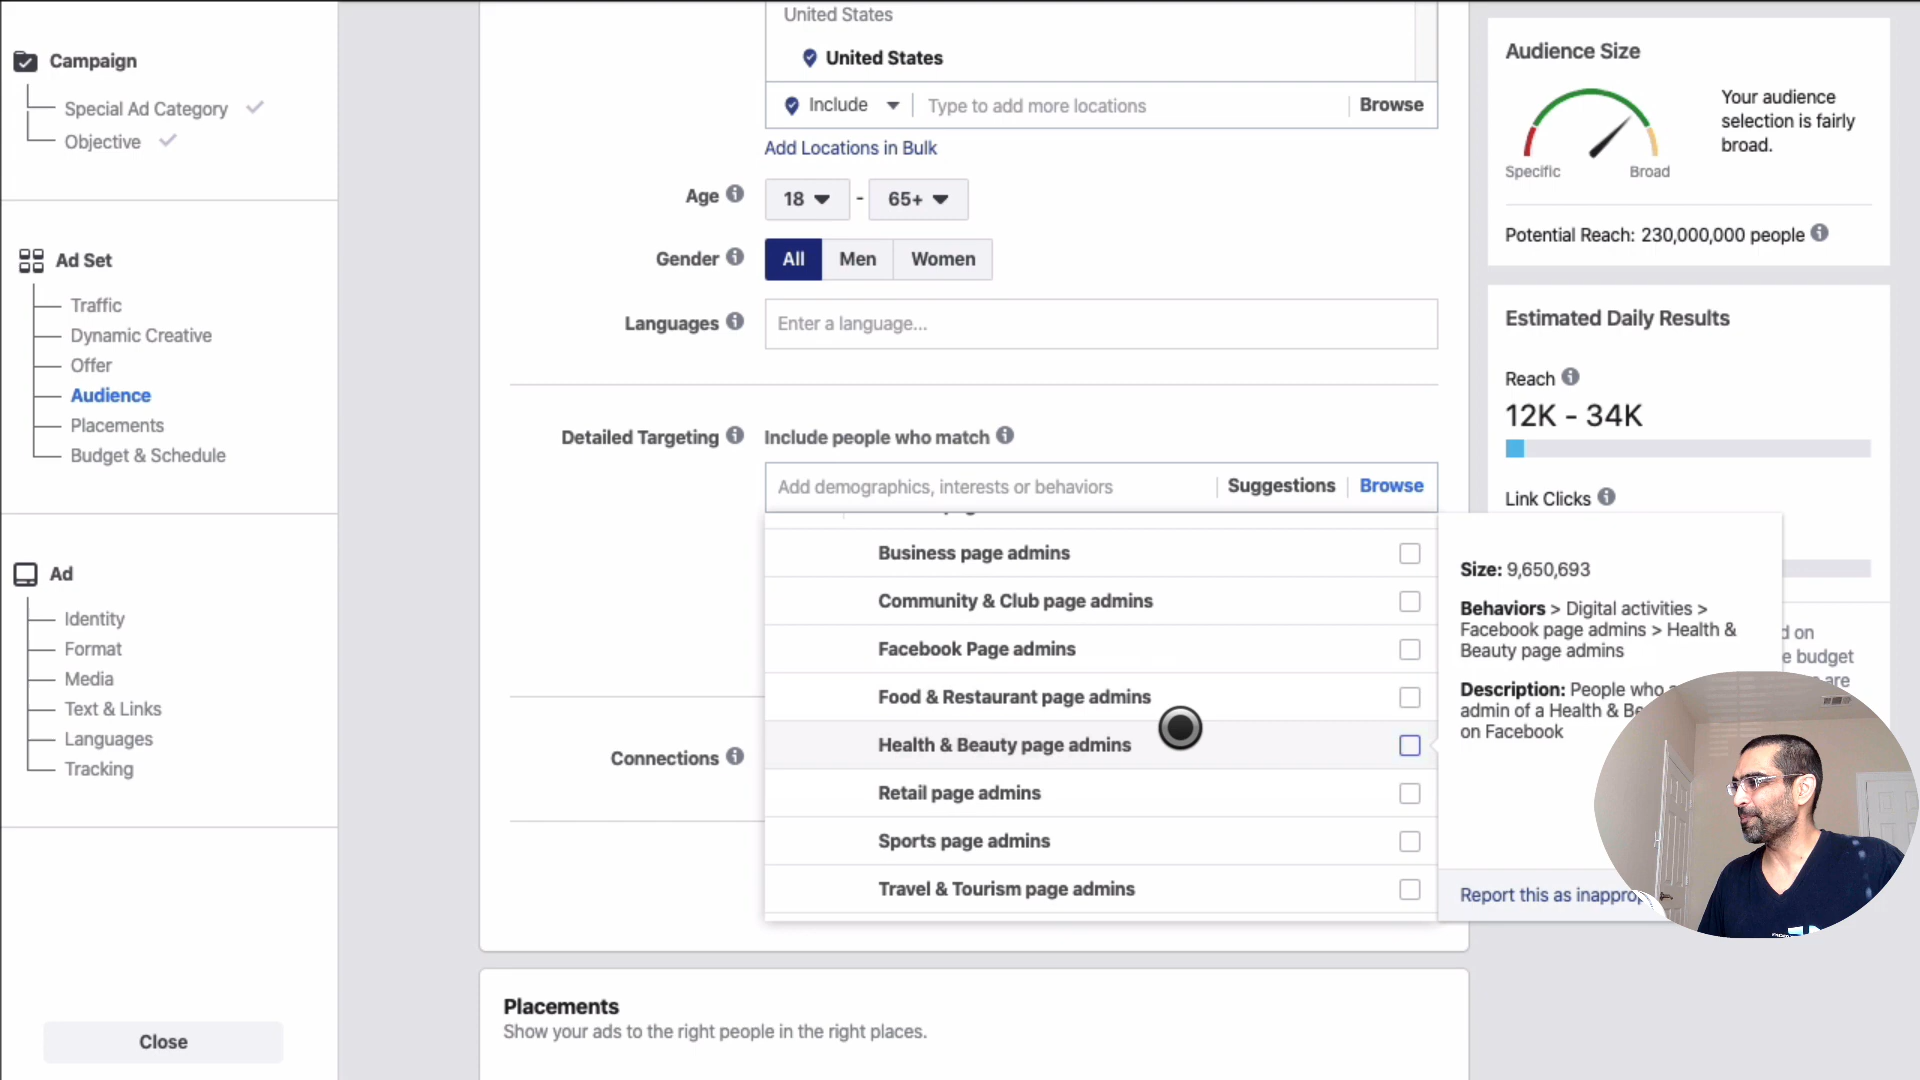 Campaign
Special Ad Category
Objective
Ad Set
Traffic
Dynamic Creative
Offer
Audience
Placements
Budget & Schedule
Ad
Identity
Format
Media
Text & Links
Languages
Tracking
Close
United States
United States
Include
Type to add more locations
Browse
Add Locations in Bulk
Age
18
-
65+
Gender
All
Men
Women
Languages
Enter a language...
Detailed Targeting
Include people who match
Add demographics, interests or behaviors
Suggestions
Browse
Business page admins
Community & Club page admins
Facebook Page admins
Food & Restaurant page admins
Health & Beauty page admins
Retail page admins
Sports page admins
Travel & Tourism page admins
Connections
Placements
Show your ads to the right people in the right places.
Audience Size
Specific
Broad
Your audience
selection is fairly
broad.
Potential Reach: 230,000,000 people
Estimated Daily Results
Reach
12K - 34K
Link Clicks
Size: 9,650,693
Behaviors > Digital activities >
Facebook page admins > Health &
Beauty page admins
Description: People who
admin of a Health &
on Facebook
on
budget
are
Report this as